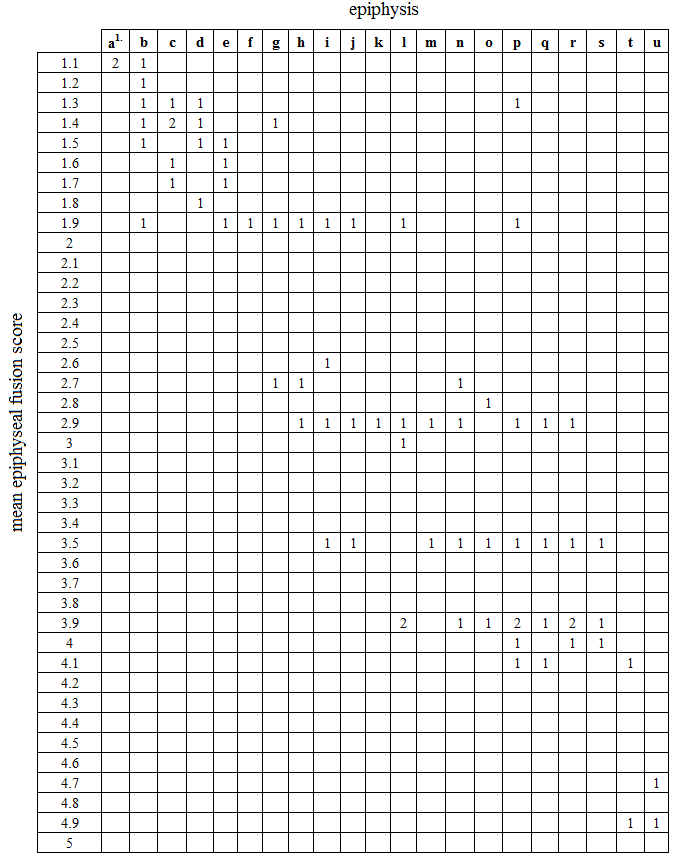 epiphysis
a1. b c d e f g h i j k l m n o p q r s t u
1.1 2 1
1.2 1
1.3 1 1 1 1
1.4 1 2 1 1
1.5 1 1 1
1.6 1 1
1.7 1 1
1.8 1
1.9 1 1 1 1 1 1 1 1 1
2
2.1
2.2
2.3
2.4
2.5
2.6 1
2.7 1 1 1
2.8 1
2.9 1 1 1 1 1 1 1 1 1 1
3 1
3.1
3.2
3.3
3.4
3.5 1 1 1 1 1 1 1 1 1
3.6
3.7
3.8
3.9 2 1 1 2 1 2 1
4 1 1 1
4.1 1 1 1
4.2
4.3
4.4
4.5
4.6
4.7 1
4.8
4.9 1 1
5
mean epiphyseal fusion score